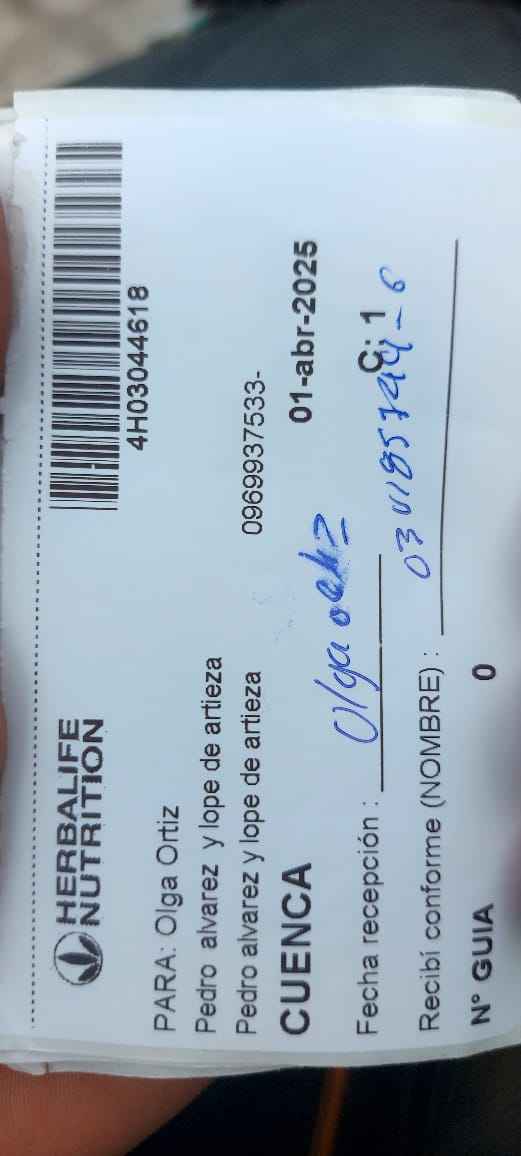 HERBALIFE
NUTRITION
4H03044618
PARA: Olga Ortiz
Pedro alvarez y lope de artieza
Pedro alvarez y lope de artieza 0969937533-
CUENCA 01-abr-2025
Fecha recepción : Olga C: 1
Recibí conforme (NOMBRE) :
N° GUIA 0